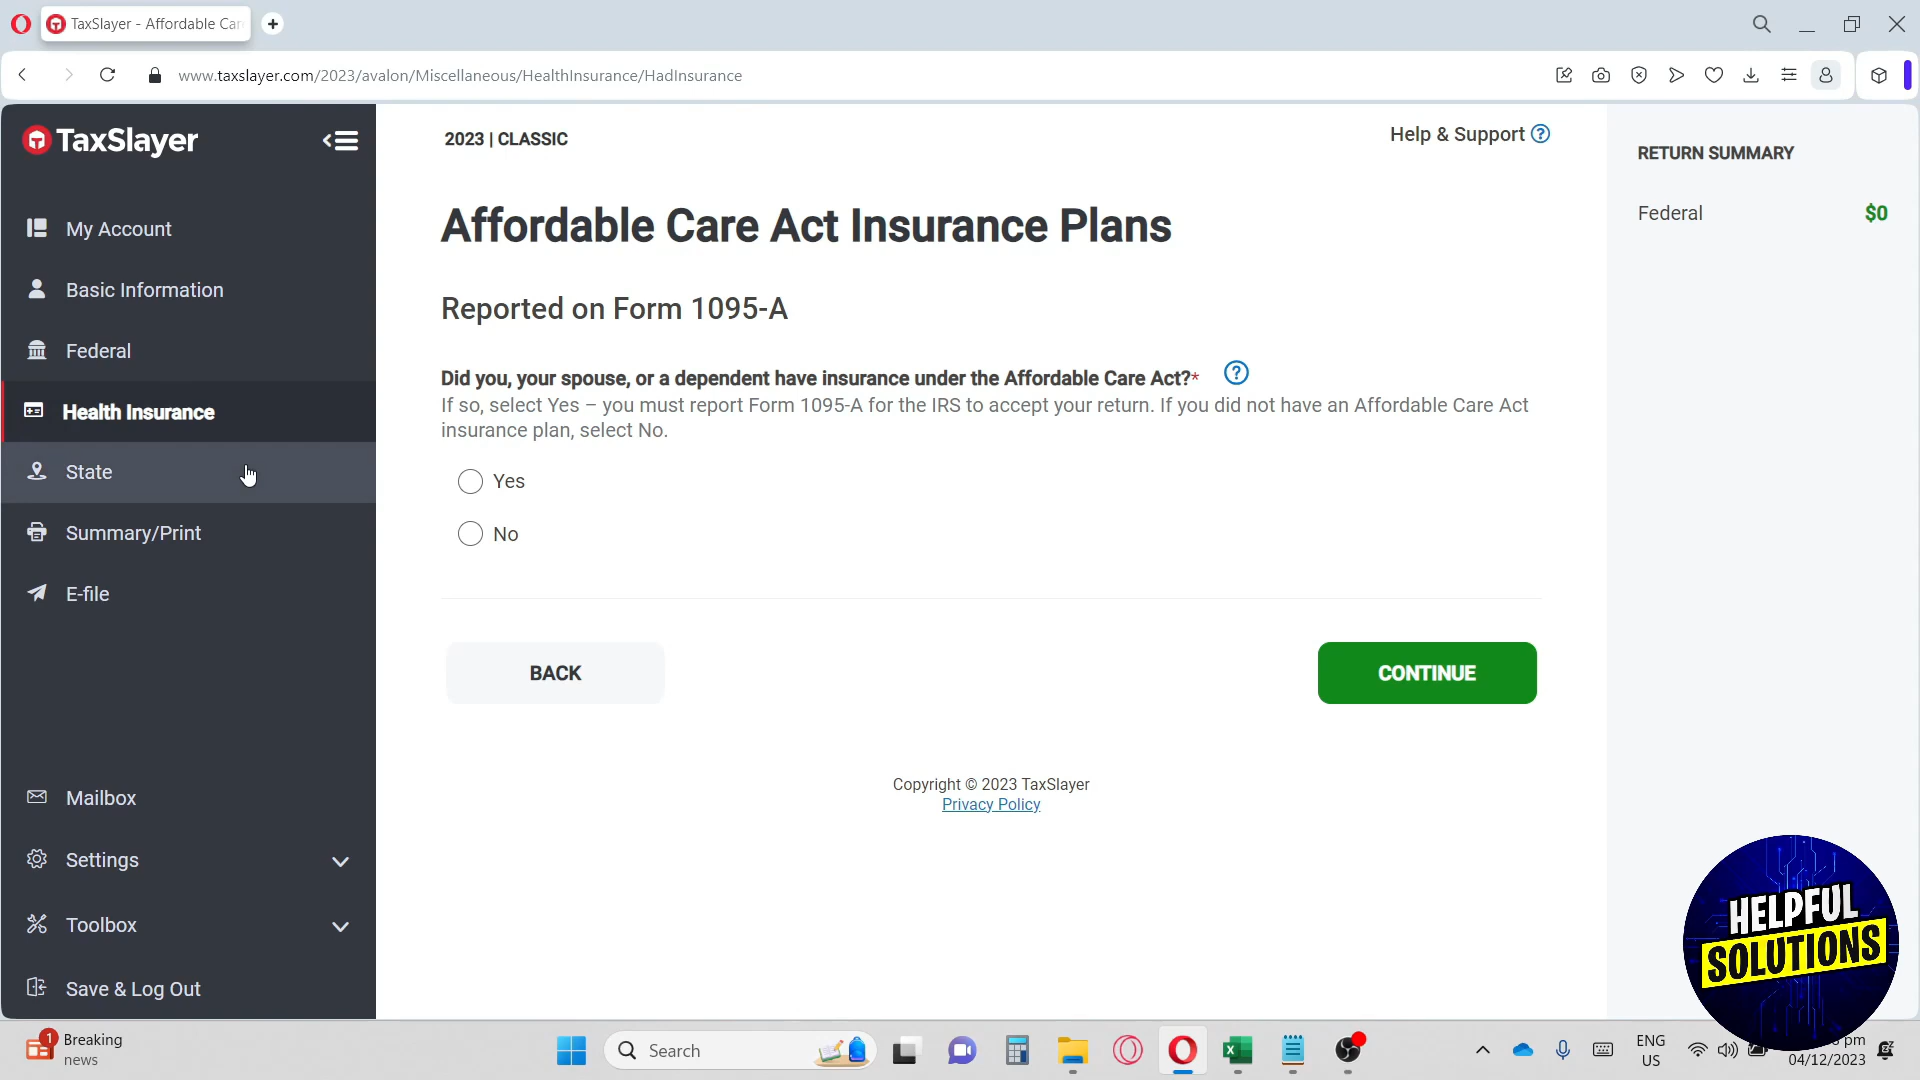 TaxSlayer - Affordable Car
www.taxslayer.com/2023/avalon/Miscellaneous/HealthInsurance/HadInsurance
TaxSlayer
My Account
Basic Information
Federal
Health Insurance
State
Summary/Print
E-file
Mailbox
Settings
Toolbox
Save & Log Out
2023 | CLASSIC
Help & Support
Affordable Care Act Insurance Plans
Reported on Form 1095-A
Did you, your spouse, or a dependent have insurance under the Affordable Care Act?*
If so, select Yes – you must report Form 1095-A for the IRS to accept your return. If you did not have an Affordable Care Act
insurance plan, select No.
Yes
No
BACK
CONTINUE
Copyright © 2023 TaxSlayer
Privacy Policy
RETURN SUMMARY
Federal $0
HELPFUL
SOLUTIONS
1
Breaking
news
Search
ENG
US
pm
04/12/2023